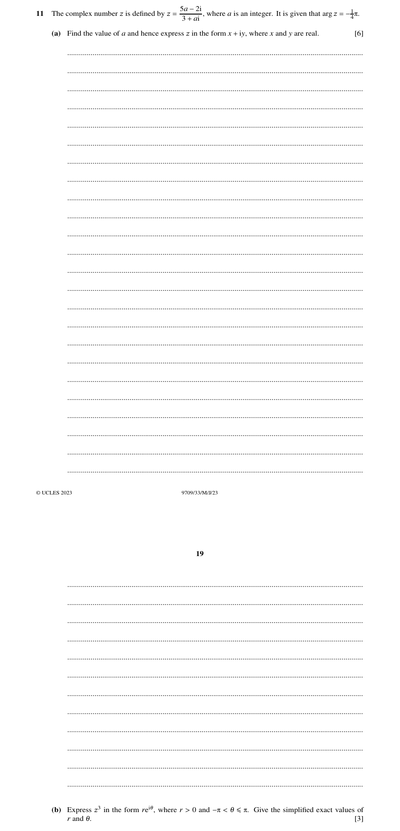 11 The complex number z is defined by z = (5a − 2i)/(3 + ai), where a is an integer. It is given that arg z = −¼π.
(a) Find the value of a and hence express z in the form x + iy, where x and y are real. [6]
© UCLES 2023 9709/33/M/J/23
19
(b) Express z³ in the form re^{iθ}, where r > 0 and −π < θ ⩽ π. Give the simplified exact values of
r and θ. [3]